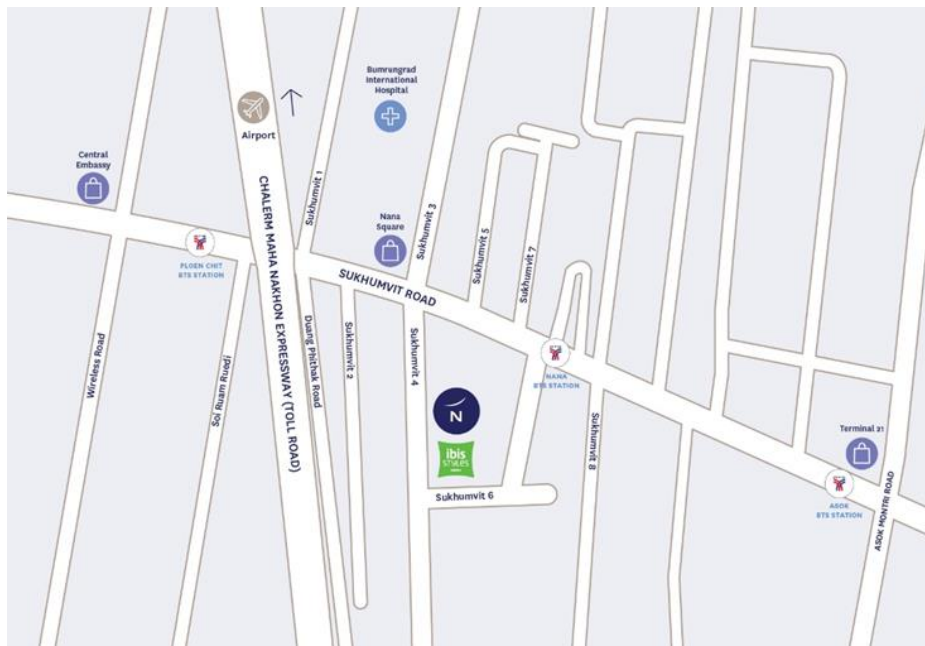 Bumrungrad
International
Hospital
Airport
Central
Embassy
CHALERM MAHA NAKHON EXPRESSWAY (TOLL ROAD)
Sukhumvit 1
Sukhumvit 3
Nana
Square
Sukhumvit 5
Sukhumvit 7
PLOEN CHIT
BTS STATION
SUKHUMVIT ROAD
Wireless Road
Soi Ruam Ruedi
Duang Phithak Road
Sukhumvit 2
Sukhumvit 4
NANA
BTS STATION
N
ibis
STYLES
Sukhumvit 8
Sukhumvit 6
Terminal 21
ASOK
BTS STATION
ASOK MONTRI ROAD